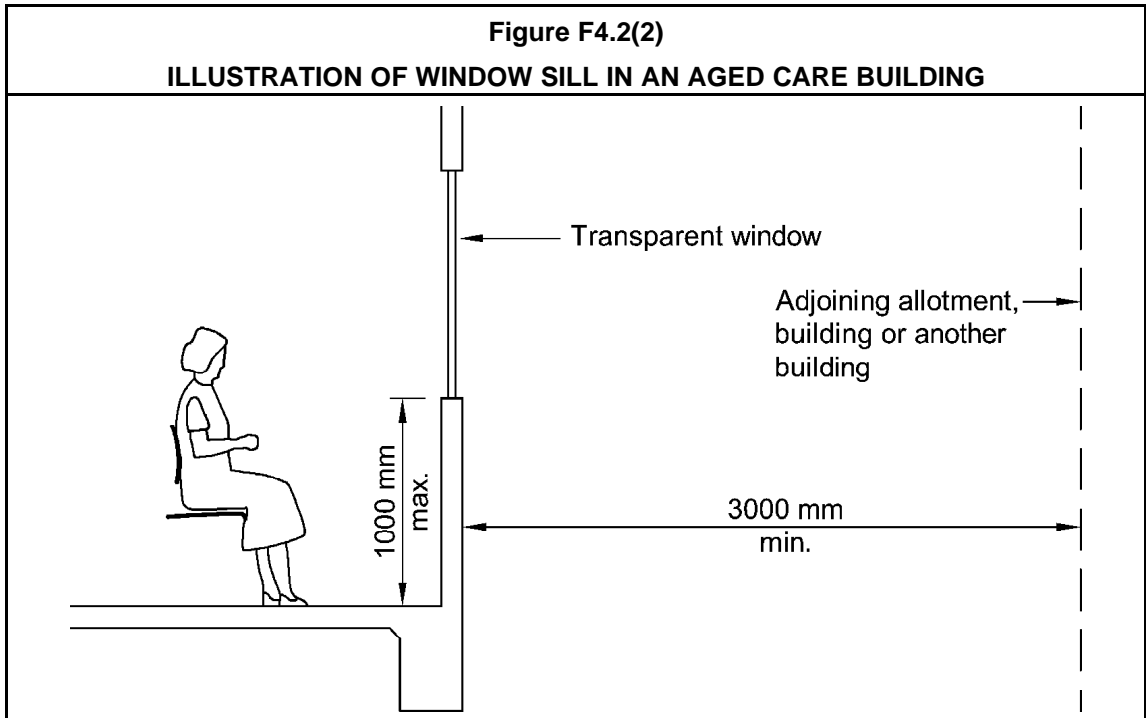 Figure F4.2(2)
ILLUSTRATION OF WINDOW SILL IN AN AGED CARE BUILDING
Transparent window
Adjoining allotment,
building or another
building
1000 mm
max.
3000 mm
min.